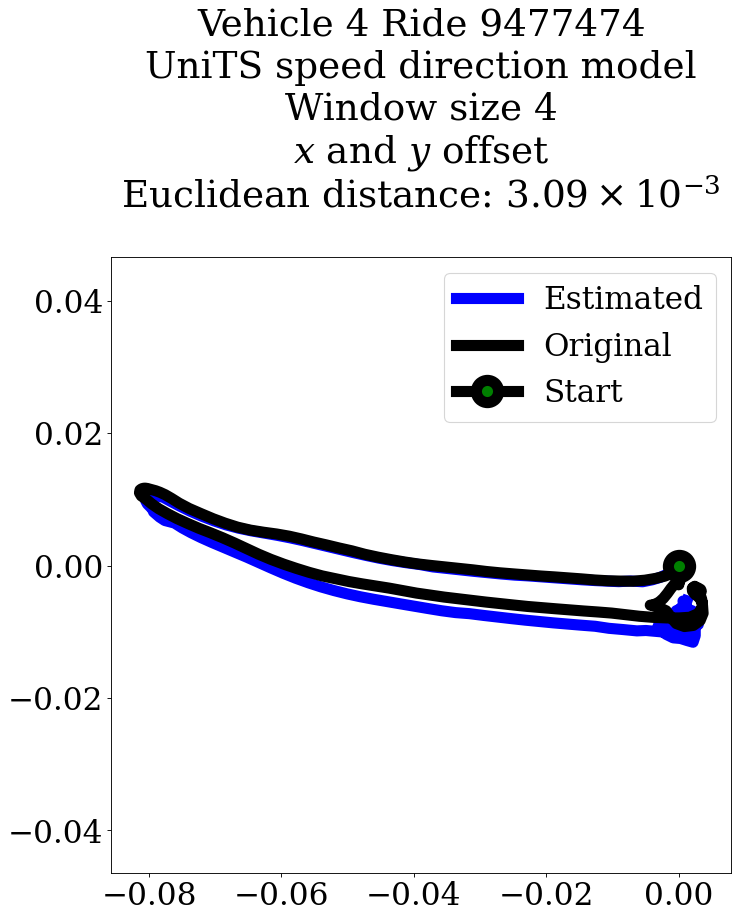 Vehicle 4 Ride 9477474
UniTS speed direction model
Window size 4
x and y offset
Euclidean distance: 3.09 × 10⁻³
Estimated
Original
Start
0.04
0.02
0.00
−0.02
−0.04
−0.08 −0.06 −0.04 −0.02 0.00